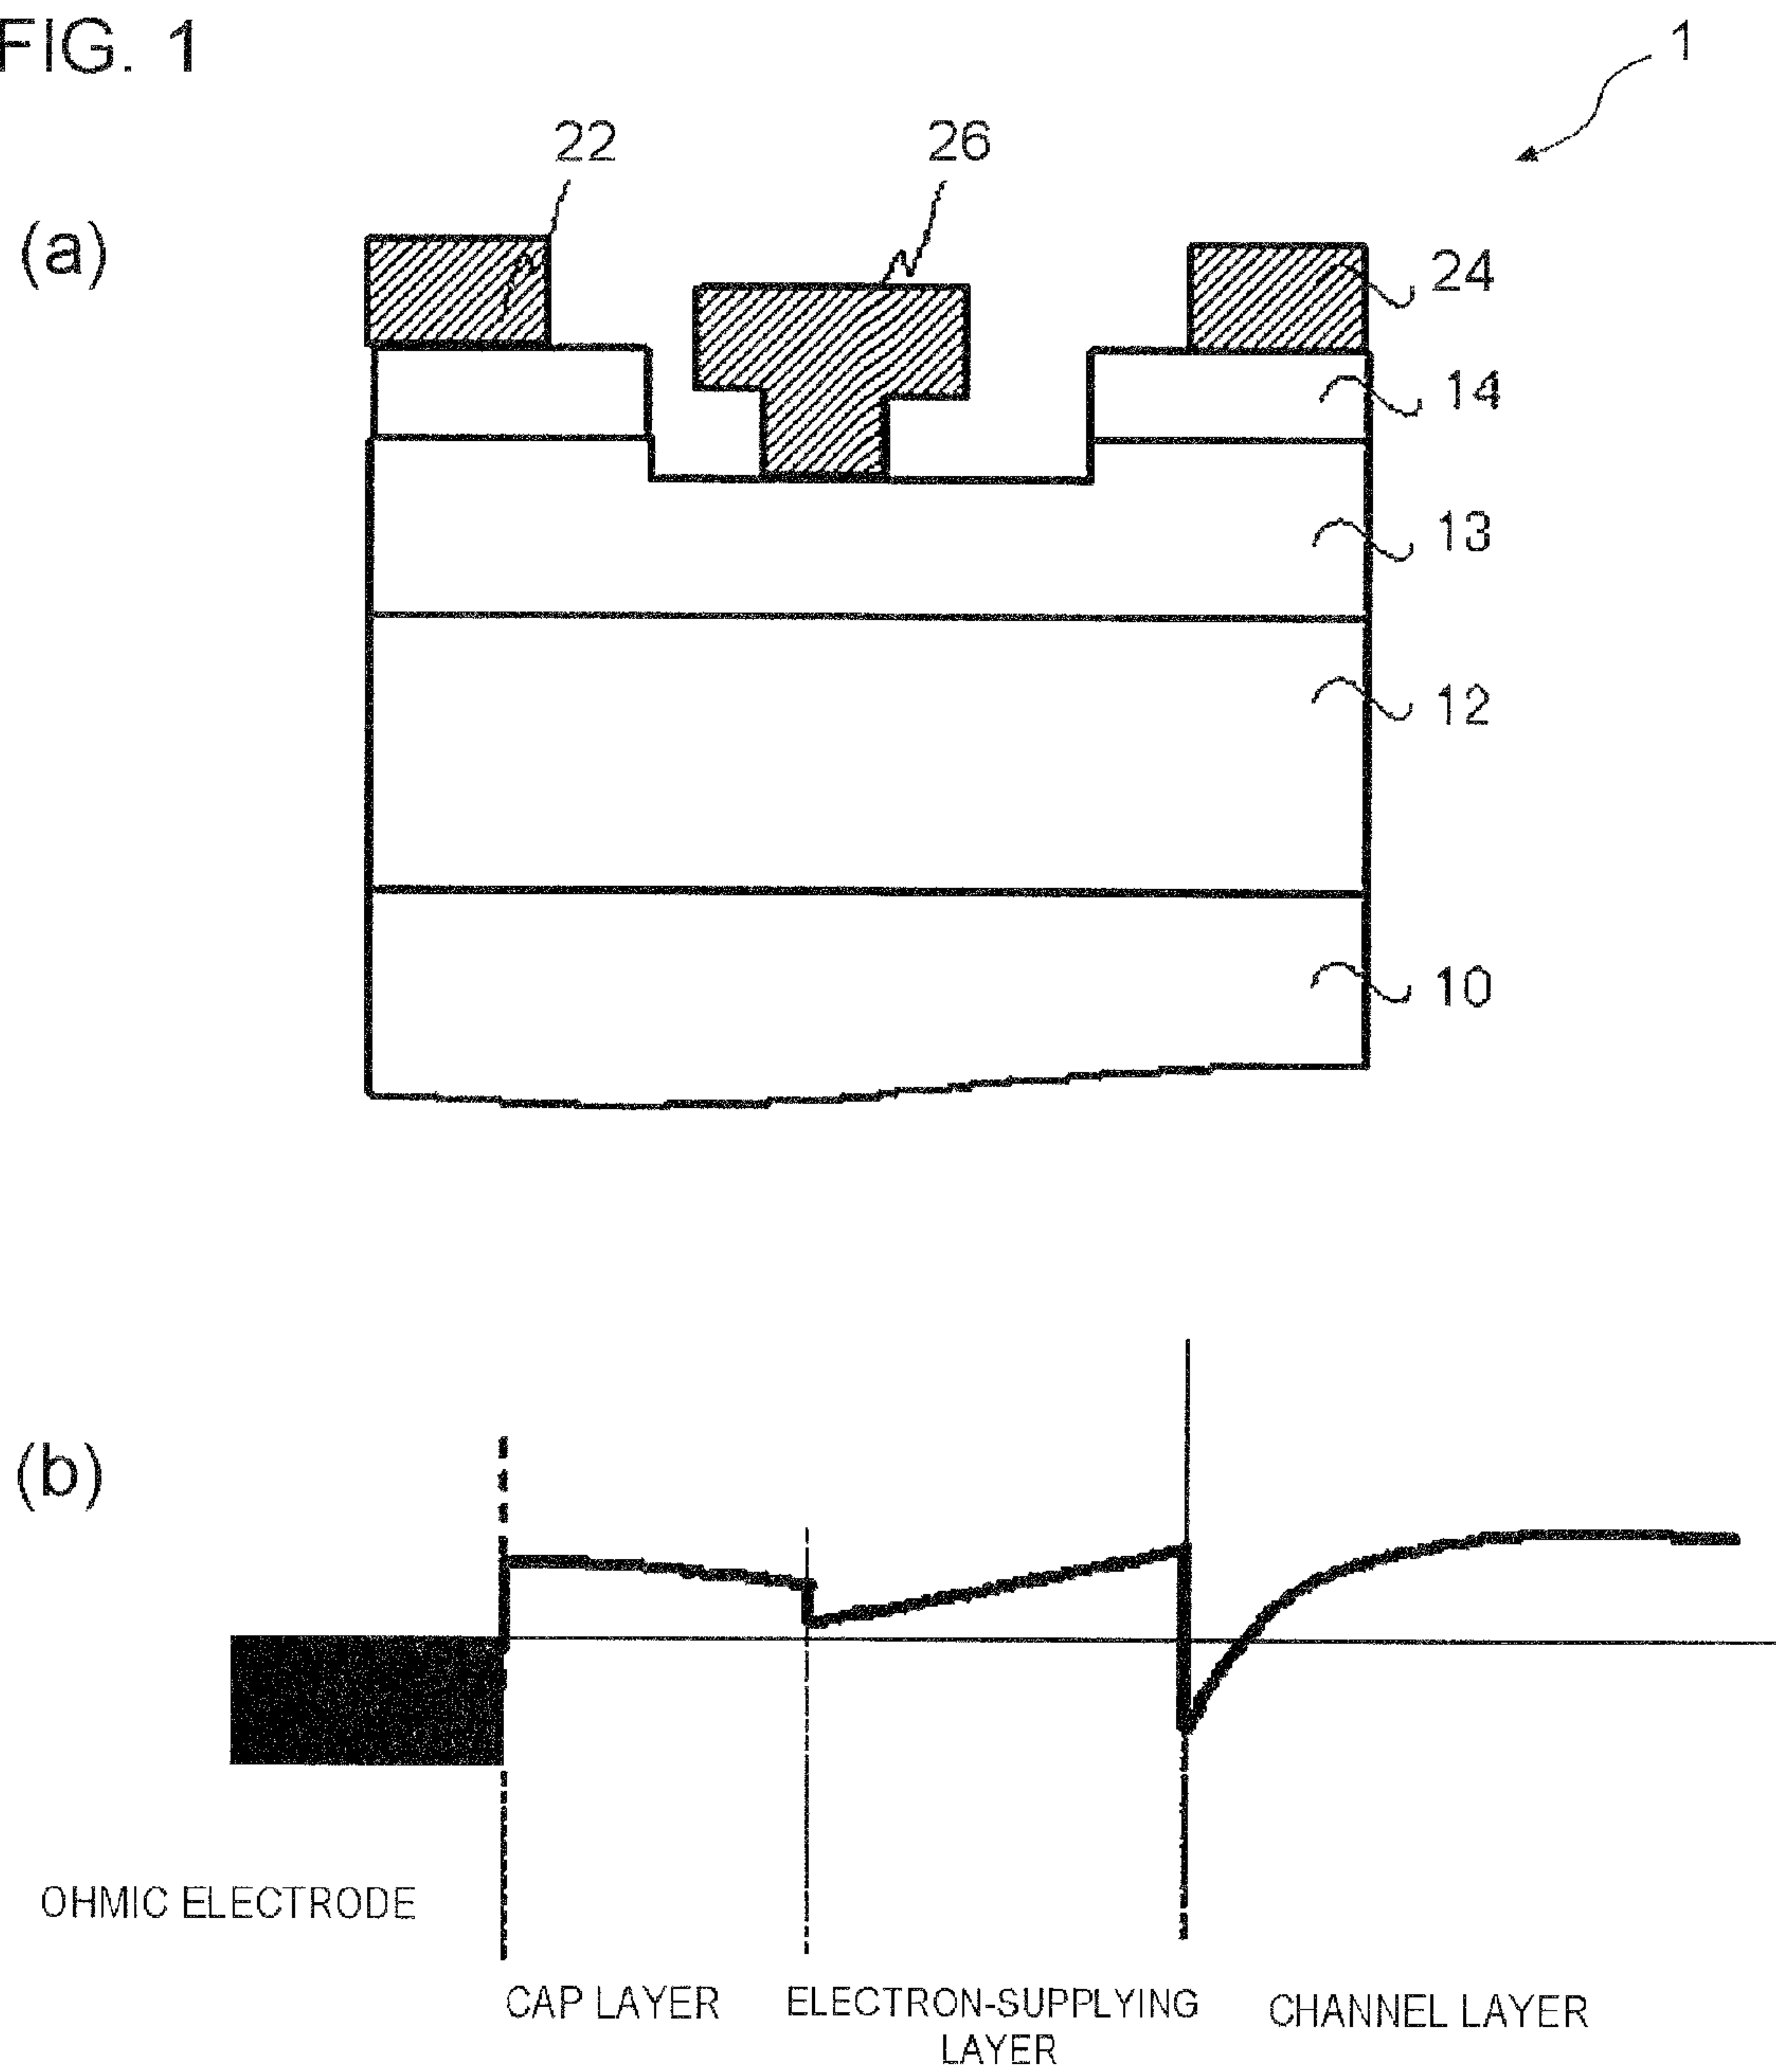 FIG. 1
1
22
26
(a)
24
14
13
12
10
(b)
OHMIC ELECTRODE
CAP LAYER
ELECTRON-SUPPLYING
LAYER
CHANNEL LAYER